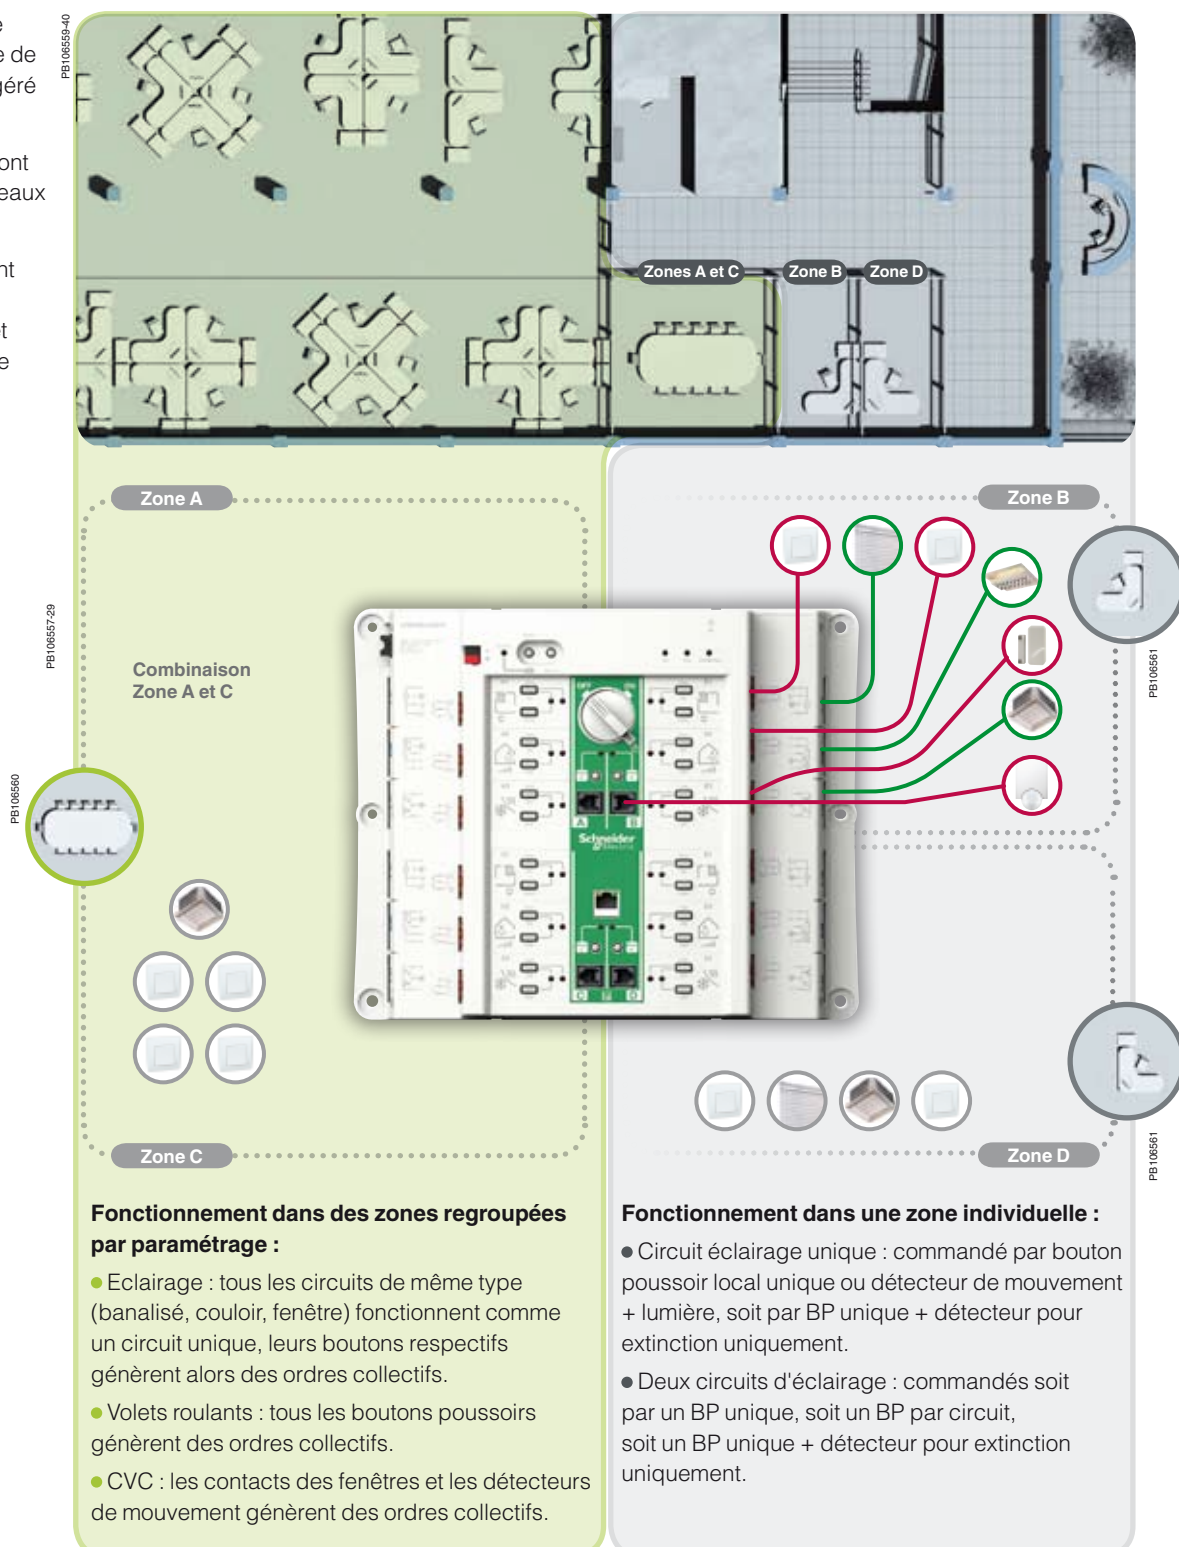 e
e de
géré
ont
eaux
nt
et
e
PB106559-40
Zones A et C
Zone B
Zone D
Zone A
Zone B
PB106557-29
Combinaison
Zone A et C
PB106561
PB106560
OFF
A
B
Schneider
Electric
C
D
Zone C
Zone D
PB106561
Fonctionnement dans des zones regroupées
par paramétrage :
• Eclairage : tous les circuits de même type
(banalisé, couloir, fenêtre) fonctionnent comme
un circuit unique, leurs boutons respectifs
génèrent alors des ordres collectifs.
• Volets roulants : tous les boutons poussoirs
génèrent des ordres collectifs.
• CVC : les contacts des fenêtres et les détecteurs
de mouvement génèrent des ordres collectifs.
Fonctionnement dans une zone individuelle :
• Circuit éclairage unique : commandé par bouton
poussoir local unique ou détecteur de mouvement
+ lumière, soit par BP unique + détecteur pour
extinction uniquement.
• Deux circuits d'éclairage : commandés soit
par un BP unique, soit un BP par circuit,
soit un BP unique + détecteur pour extinction
uniquement.